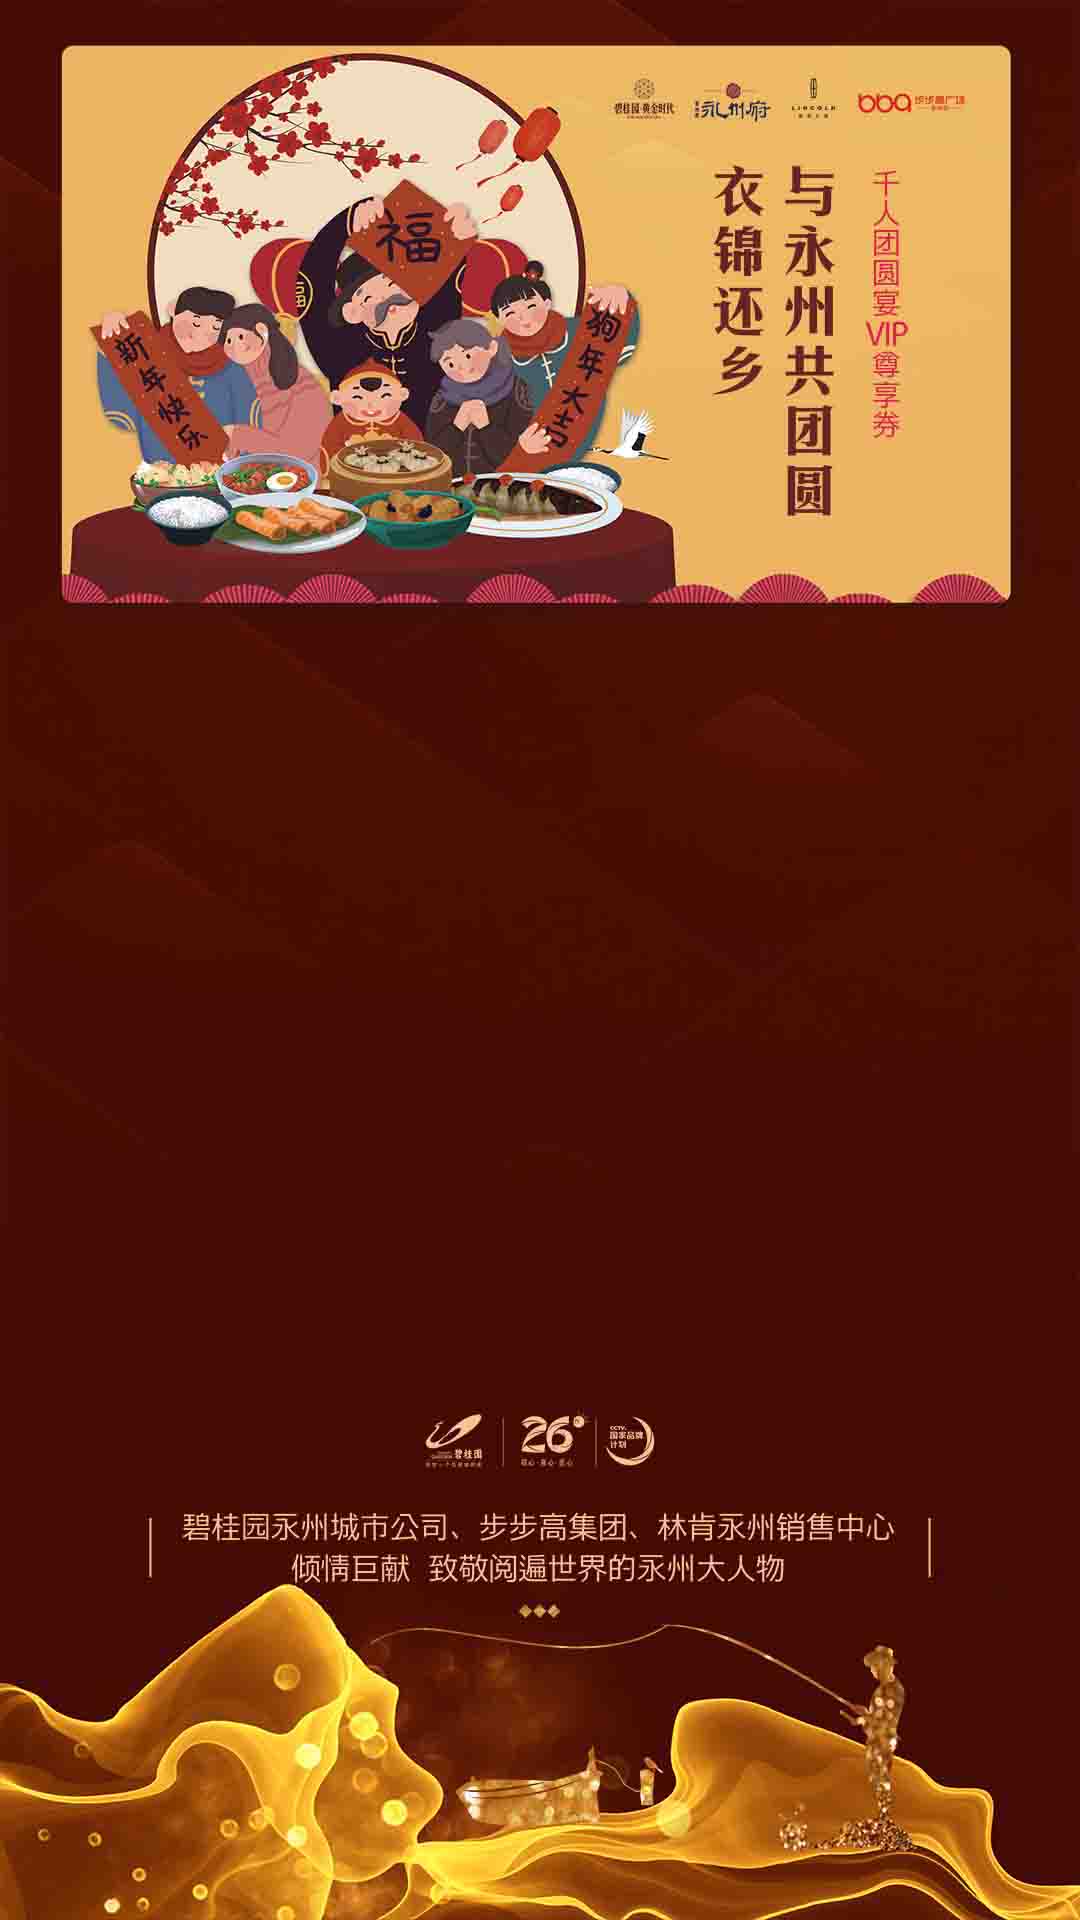 碧桂园·黄金时代
永州府
LINCOLN
bba 步步高广场
千人团圆宴VIP尊享券
与永州共团圆
衣锦还乡
福
福
新年快乐
狗年大吉
碧桂园
26
CCTV
国家品牌
计划
碧桂园永州城市公司、步步高集团、林肯永州销售中心
倾情巨献 致敬阅遍世界的永州大人物